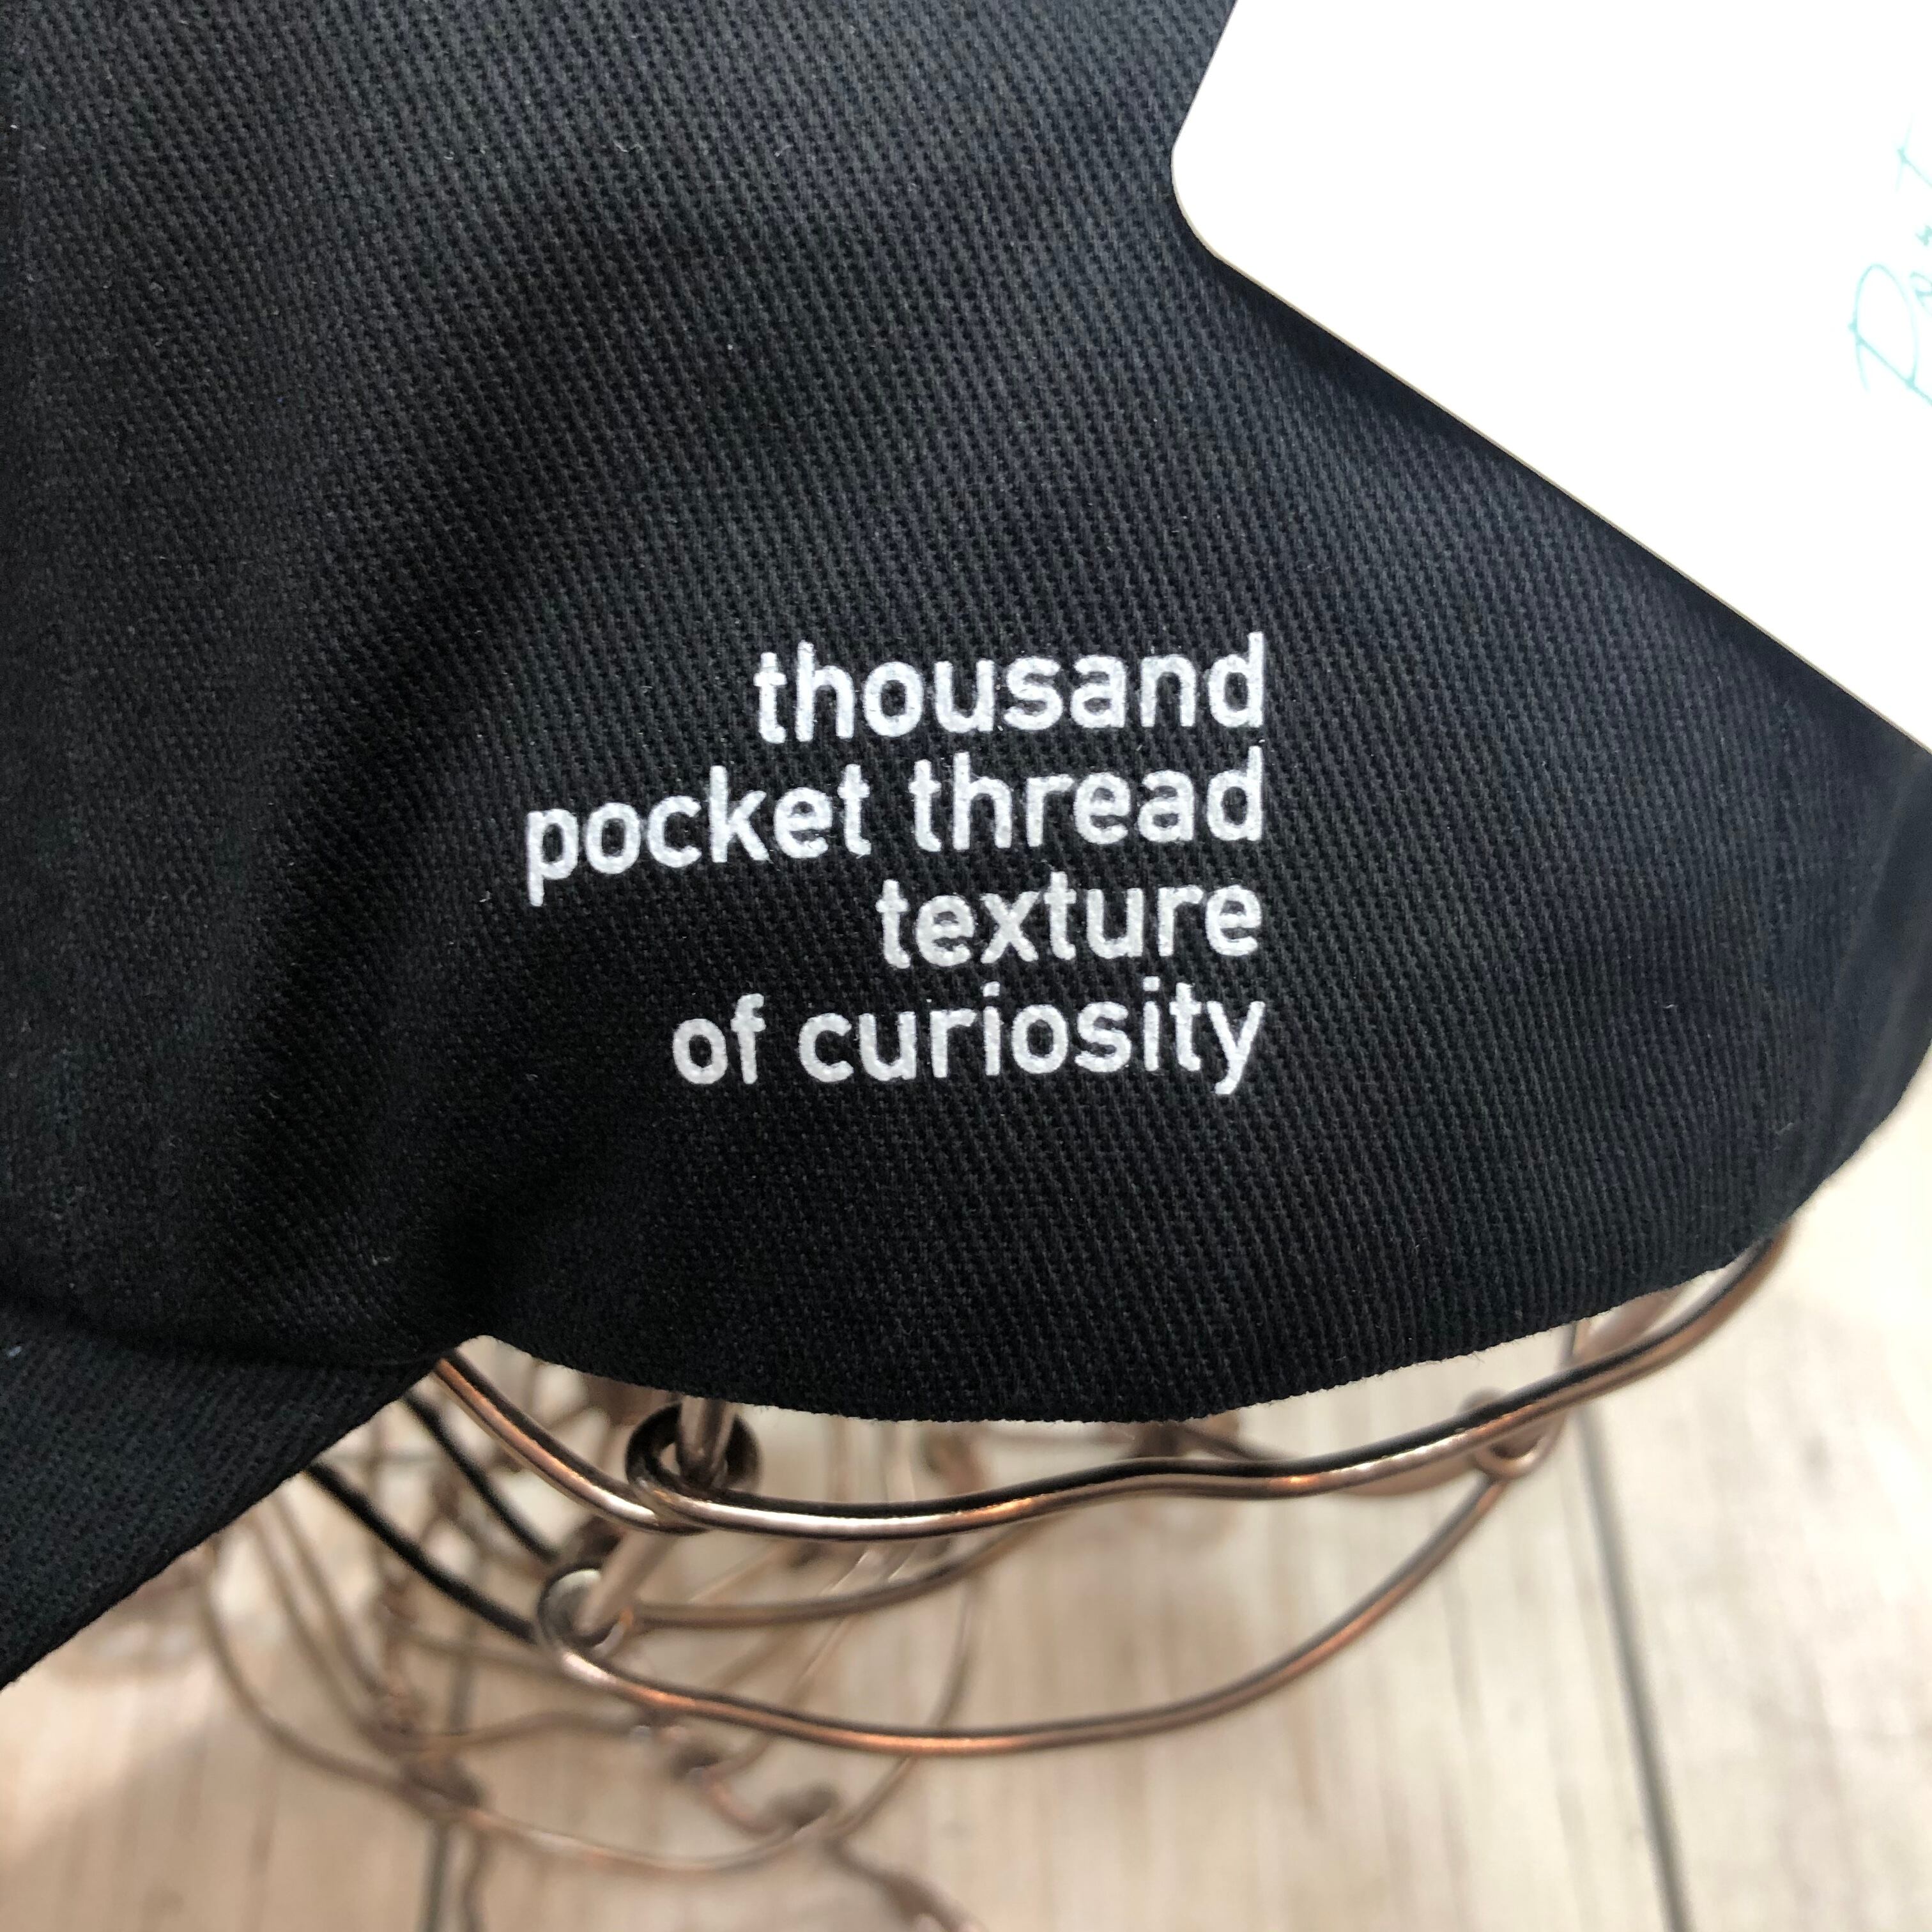 thousand
pocket thread
texture
of curiosity